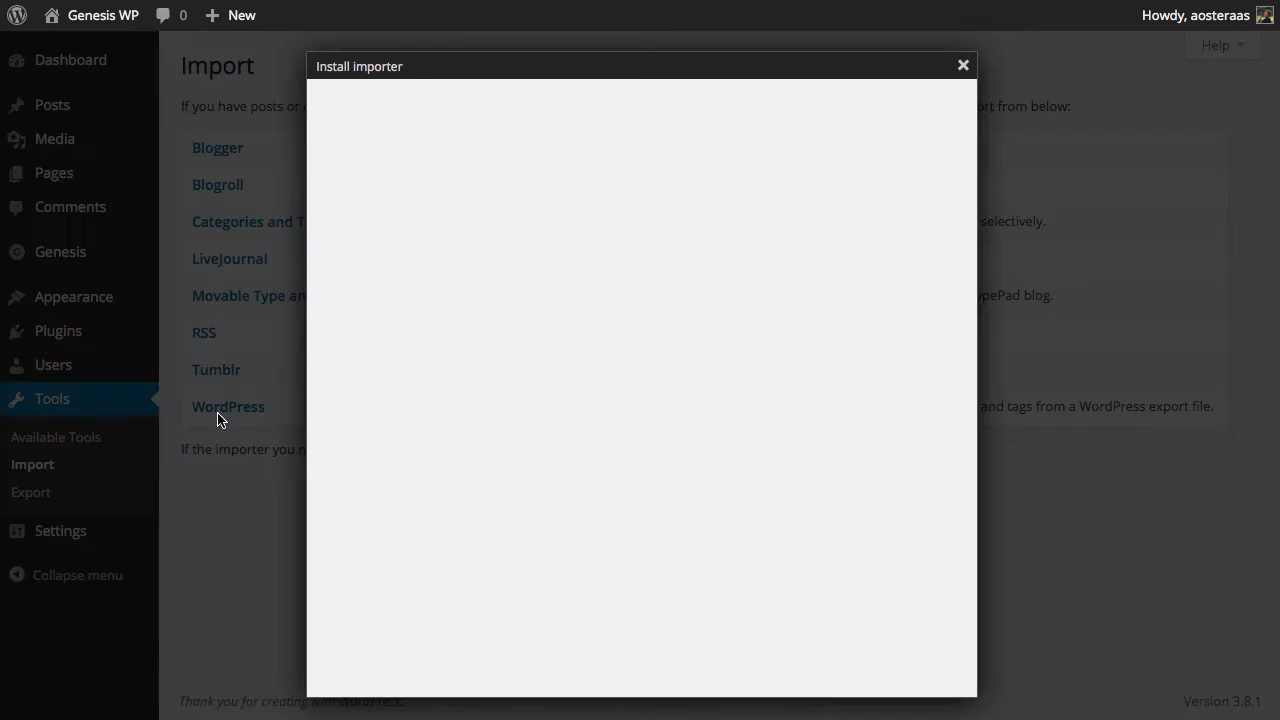 Genesis WP 0 New Howdy, aosteraas
Help
Dashboard
Posts
Media
Pages
Comments
Genesis
Appearance
Plugins
Users
Tools
Available Tools
Import
Export
Settings
Collapse menu
Import
Install importer
If you have posts or ort from below:
Blogger
Blogroll
Categories and T selectively.
LiveJournal
Movable Type an ypePad blog.
RSS
Tumblr
WordPress and tags from a WordPress export file.
If the importer you n
Thank you for creating with WordPress.
Version 3.8.1